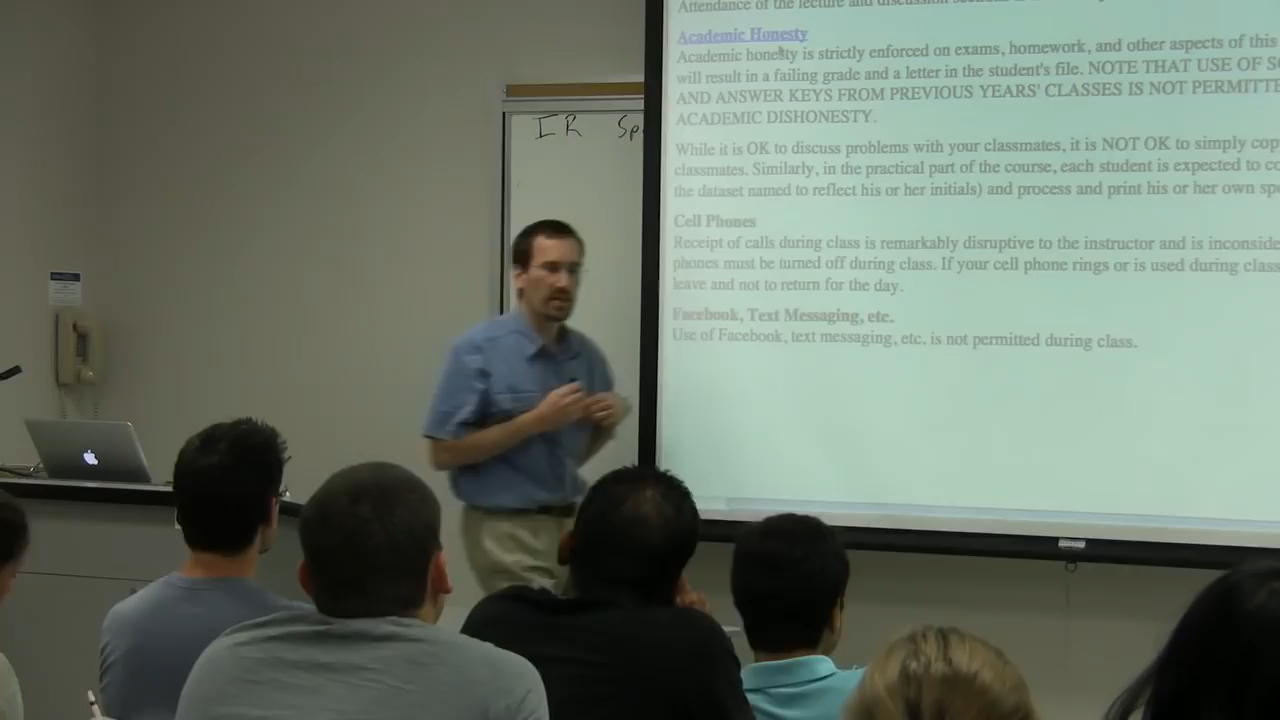 Attendance of the lecture and discussion
Academic Honesty
Academic honesty is strictly enforced on exams, homework, and other aspects of this
will result in a failing grade and a letter in the student's file. NOTE THAT USE OF
AND ANSWER KEYS FROM PREVIOUS YEARS' CLASSES IS NOT PERMITTE
ACADEMIC DISHONESTY.
While it is OK to discuss problems with your classmates, it is NOT OK to simply cop
classmates. Similarly, in the practical part of the course, each student is expected to co
the dataset named to reflect his or her initials) and process and print his or her own spe
Cell Phones
Receipt of calls during class is remarkably disruptive to the instructor and is inconside
phones must be turned off during class. If your cell phone rings or is used during class
leave and not to return for the day.
Facebook, Text Messaging, etc.
Use of Facebook, text messaging, etc. is not permitted during class.
IR Sp